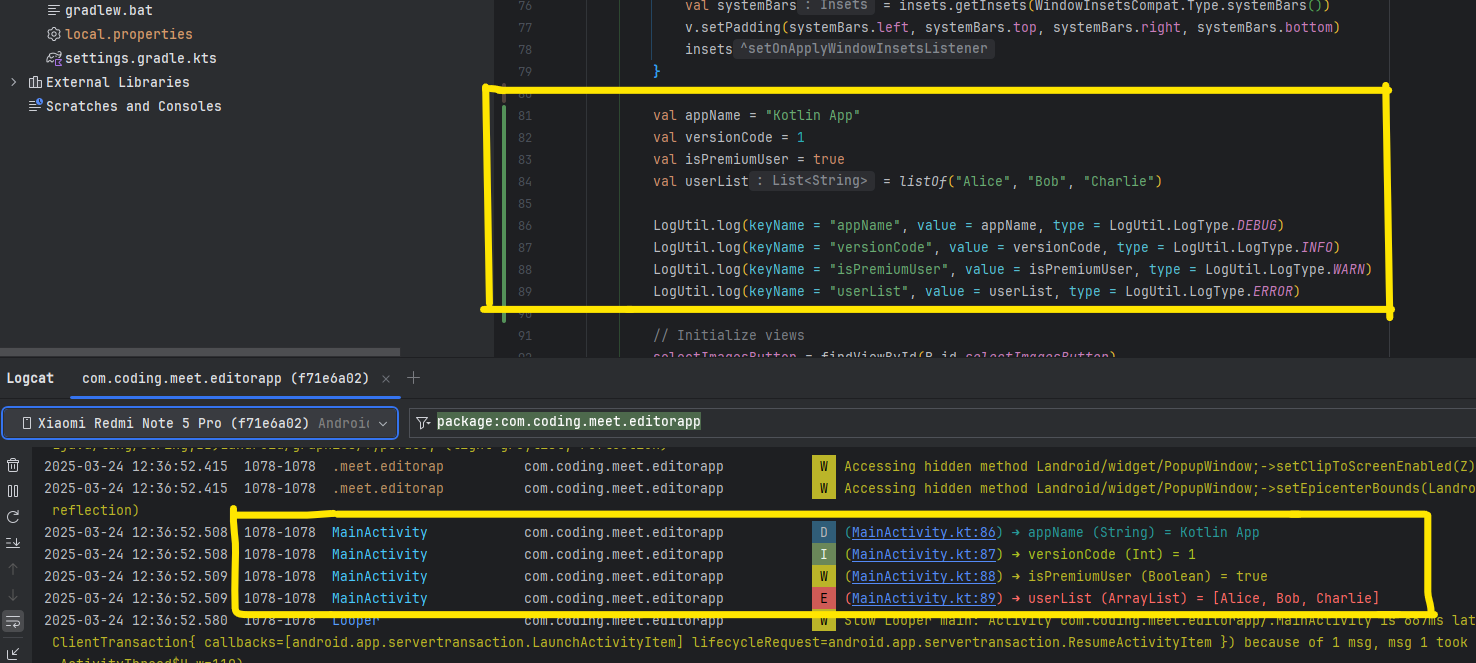 gradlew.bat
local.properties
settings.gradle.kts
External Libraries
Scratches and Consoles
76 val systemBars : Insets = insets.getInsets(WindowInsetsCompat.Type.systemBars())
77 v.setPadding(systemBars.left, systemBars.top, systemBars.right, systemBars.bottom)
78 insets ^setOnApplyWindowInsetsListener
79 }
81 val appName = "Kotlin App"
82 val versionCode = 1
83 val isPremiumUser = true
84 val userList : List<String> = listOf("Alice", "Bob", "Charlie")
85
86 LogUtil.log(keyName = "appName", value = appName, type = LogUtil.LogType.DEBUG)
87 LogUtil.log(keyName = "versionCode", value = versionCode, type = LogUtil.LogType.INFO)
88 LogUtil.log(keyName = "isPremiumUser", value = isPremiumUser, type = LogUtil.LogType.WARN)
89 LogUtil.log(keyName = "userList", value = userList, type = LogUtil.LogType.ERROR)
90
91 // Initialize views
92 selectImagesButton = findViewById(R.id.selectImagesButton)
Logcat com.coding.meet.editorapp (f71e6a02)
Xiaomi Redmi Note 5 Pro (f71e6a02) Android package:com.coding.meet.editorapp
2025-03-24 12:36:52.415 1078-1078 .meet.editorap com.coding.meet.editorapp W Accessing hidden method Landroid/widget/PopupWindow;->setClipToScreenEnabled(Z)
2025-03-24 12:36:52.415 1078-1078 .meet.editorap com.coding.meet.editorapp W Accessing hidden method Landroid/widget/PopupWindow;->setEpicenterBounds(Landro
reflection)
2025-03-24 12:36:52.508 1078-1078 MainActivity com.coding.meet.editorapp D (MainActivity.kt:86) ➔ appName (String) = Kotlin App
2025-03-24 12:36:52.508 1078-1078 MainActivity com.coding.meet.editorapp I (MainActivity.kt:87) ➔ versionCode (Int) = 1
2025-03-24 12:36:52.509 1078-1078 MainActivity com.coding.meet.editorapp W (MainActivity.kt:88) ➔ isPremiumUser (Boolean) = true
2025-03-24 12:36:52.509 1078-1078 MainActivity com.coding.meet.editorapp E (MainActivity.kt:89) ➔ userList (ArrayList) = [Alice, Bob, Charlie]
2025-03-24 12:36:52.580 1078-1078 Looper com.coding.meet.editorapp W Slow Looper main: Activity com.coding.meet.editorapp/.MainActivity is 667ms lat
ClientTransaction{ callbacks=[android.app.servertransaction.LaunchActivityItem] lifecycleRequest=android.app.servertransaction.ResumeActivityItem }) because of 1 msg, msg 1 took